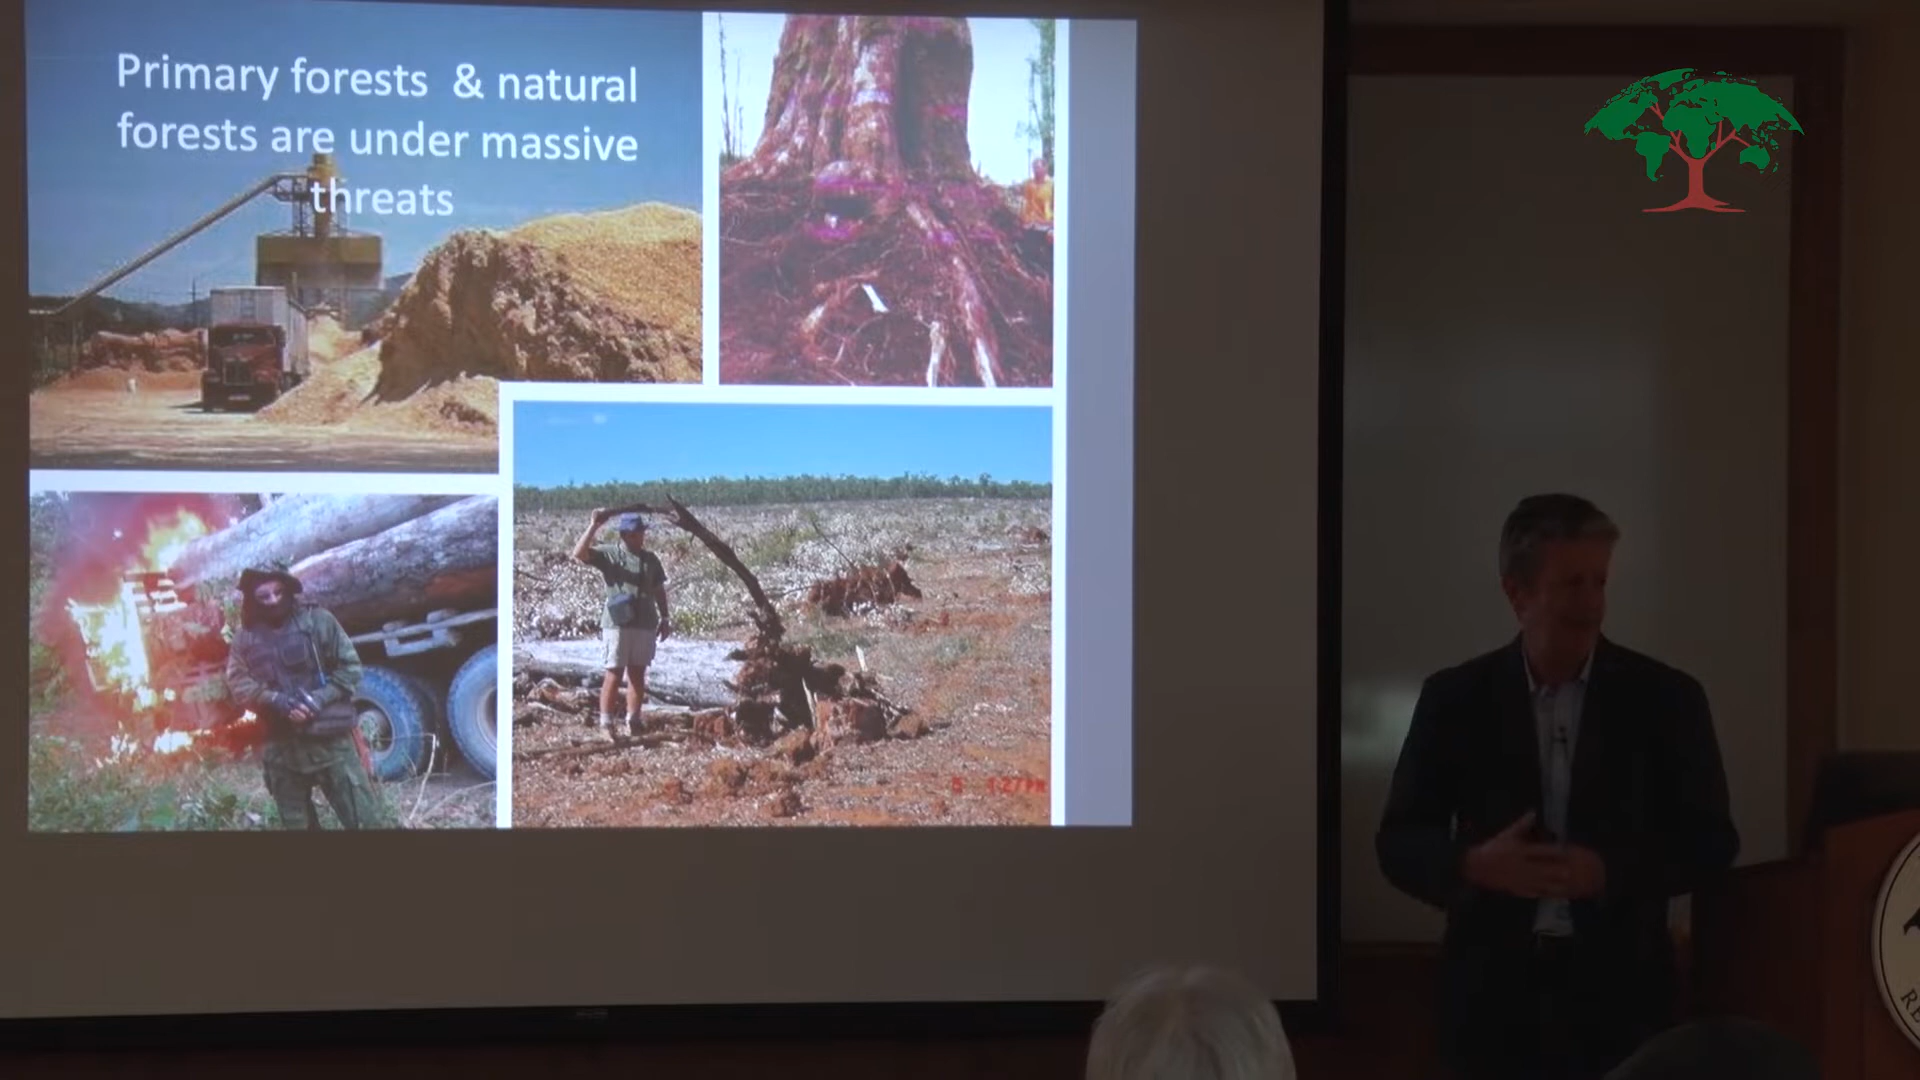 Primary forests & natural
forests are under massive
threats